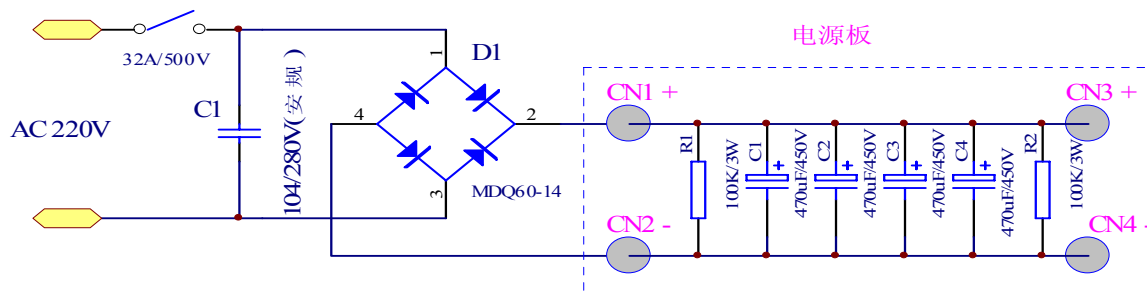 32A/500V
AC 220V
C1
104/280V(安规)
1
D1
4
2
3
MDQ60-14
电源板
CN1 +
CN3 +
R1
100K/3W
C1
470uF/450V
C2
470uF/450V
C3
470uF/450V
C4
470uF/450V
R2
100K/3W
+
+
+
+
CN2 -
CN4 -